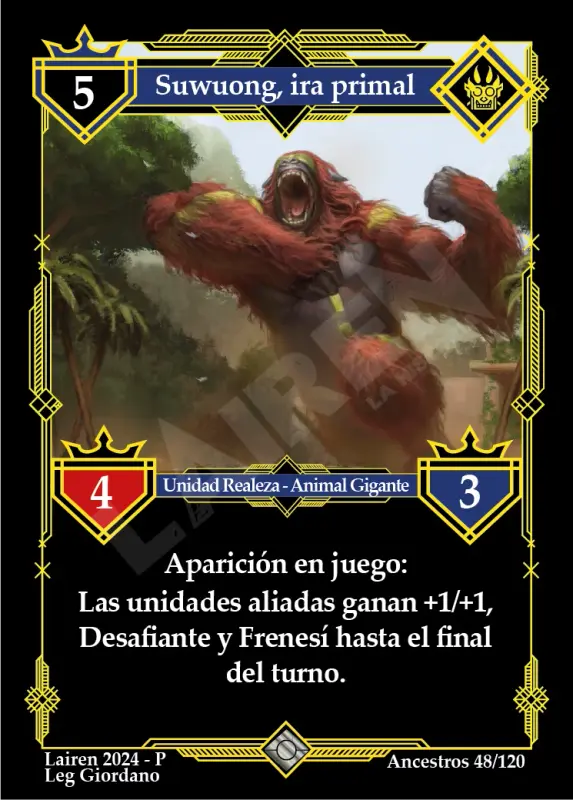 5
Suwuong, ira primal
LAIREN
4
Unidad Realeza - Animal Gigante
3
Aparición en juego:
Las unidades aliadas ganan +1/+1,
Desafiante y Frenesí hasta el final
del turno.
Lairen 2024 - P
Leg Giordano
Ancestros 48/120